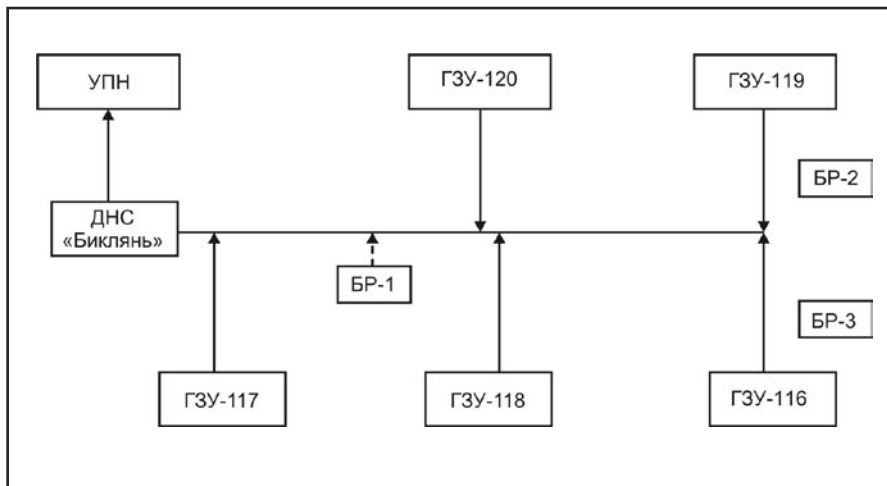 УПН
ГЗУ-120
ГЗУ-119
БР-2
ДНС
«Биклянь»
БР-1
БР-3
ГЗУ-117
ГЗУ-118
ГЗУ-116